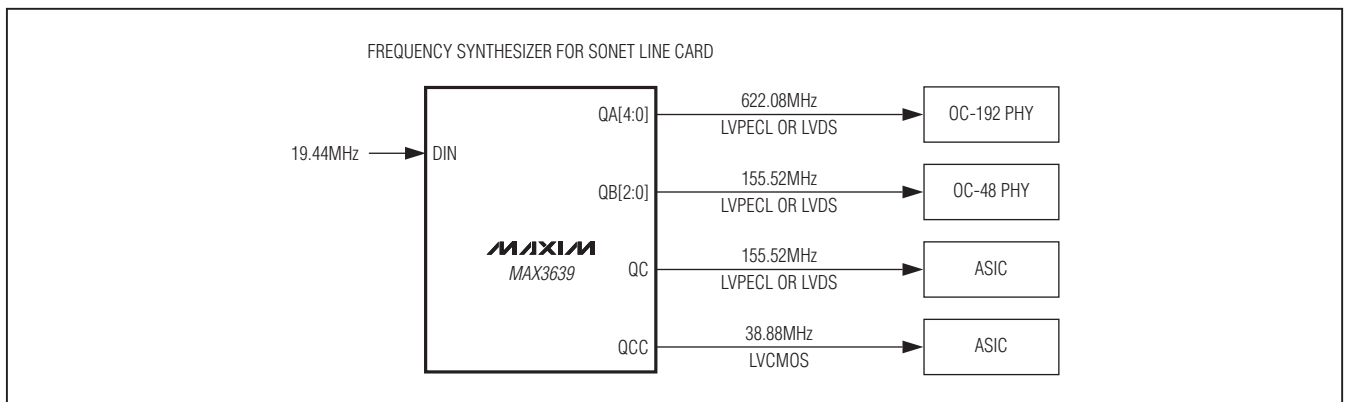 FREQUENCY SYNTHESIZER FOR SONET LINE CARD
19.44MHz
DIN
MAXIM
MAX3639
QA[4:0]
622.08MHz
LVPECL OR LVDS
OC-192 PHY
QB[2:0]
155.52MHz
LVPECL OR LVDS
OC-48 PHY
QC
155.52MHz
LVPECL OR LVDS
ASIC
QCC
38.88MHz
LVCMOS
ASIC